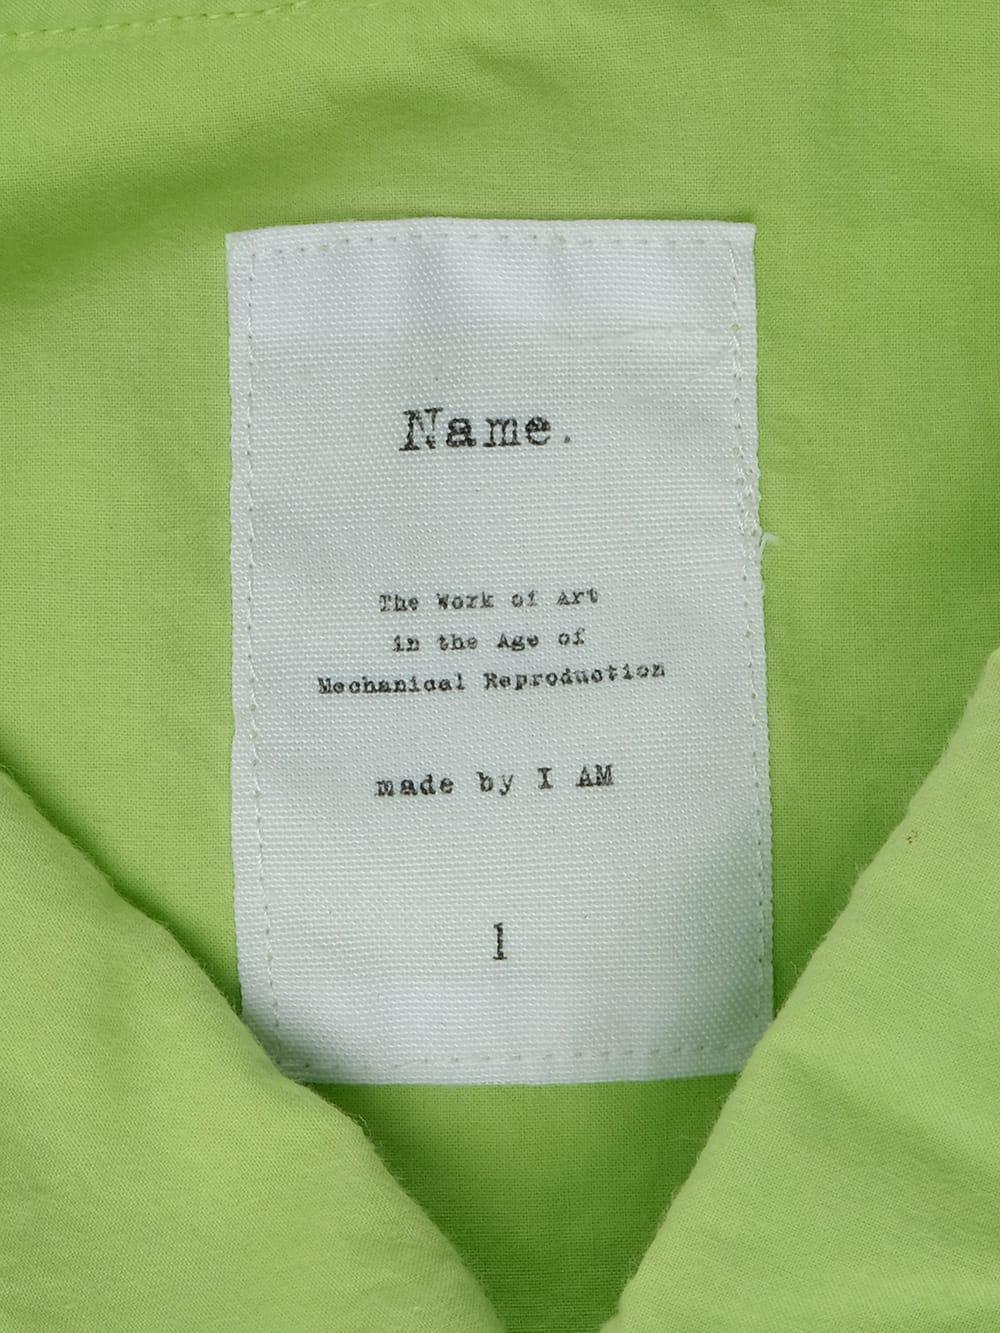 Name.
The Work of Art
in the Age of
Mechanical Reproduction
made by I AM
1